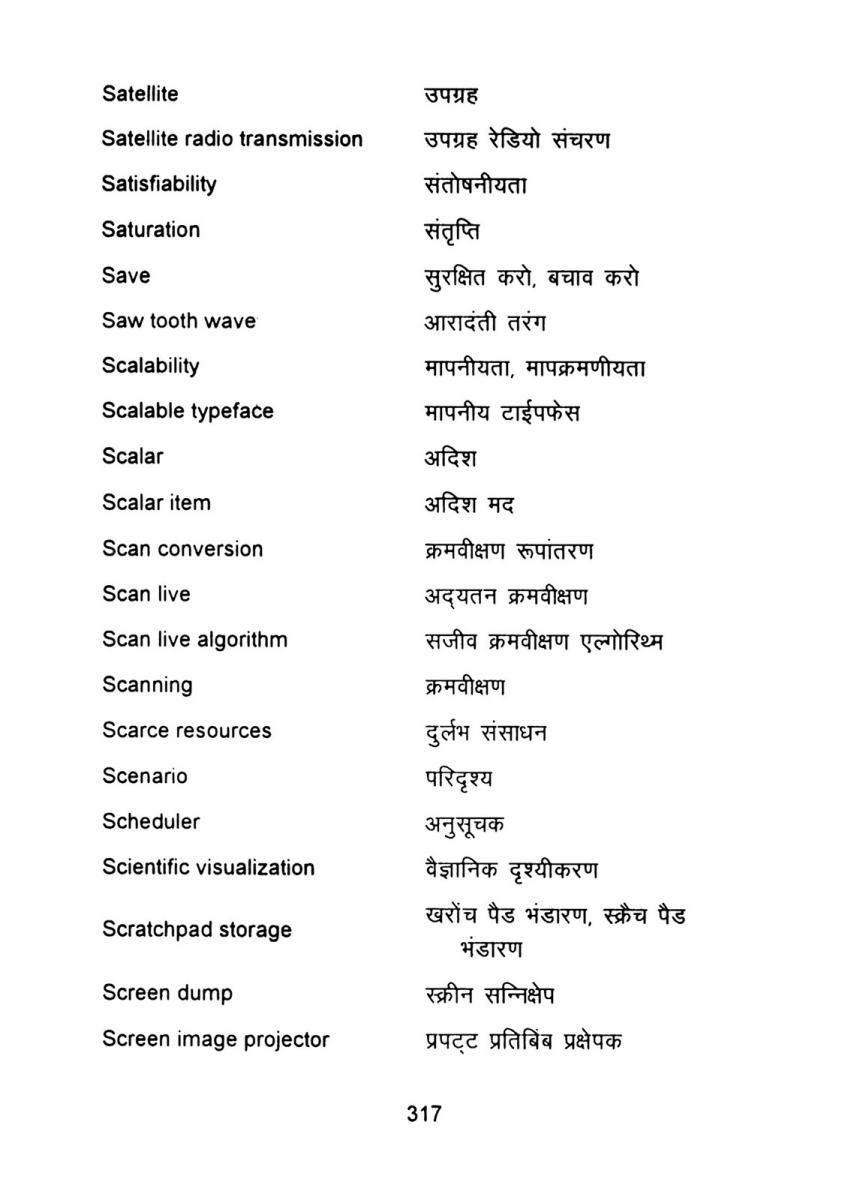 Satellite उपग्रह
Satellite radio transmission उपग्रह रेडियो संचरण
Satisfiability संतोषनीयता
Saturation संतृप्ति
Save सुरक्षित करो, बचाव करो
Saw tooth wave आरादंती तरंग
Scalability मापनीयता, मापक्रमणीयता
Scalable typeface मापनीय टाईपफेस
Scalar अदिश
Scalar item अदिश मद
Scan conversion क्रमवीक्षण रूपांतरण
Scan live अद्‌यतन क्रमवीक्षण
Scan live algorithm सजीव क्रमवीक्षण एल्गोरिथ्म
Scanning क्रमवीक्षण
Scarce resources दुर्लभ संसाधन
Scenario परिदृश्य
Scheduler अनुसूचक
Scientific visualization वैज्ञानिक दृश्यीकरण
Scratchpad storage खरोंच पैड भंडारण, स्क्रैच पैड
भंडारण
Screen dump स्क्रीन सन्निक्षेप
Screen image projector प्रपट्‌ट प्रतिबिंब प्रक्षेपक
317